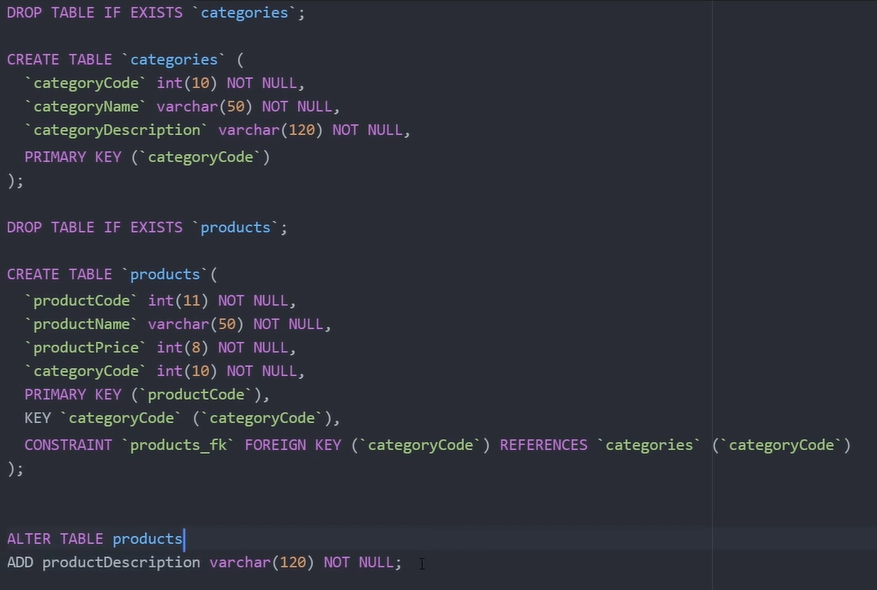 DROP TABLE IF EXISTS `categories`;
CREATE TABLE `categories` (
`categoryCode` int(10) NOT NULL,
`categoryName` varchar(50) NOT NULL,
`categoryDescription` varchar(120) NOT NULL,
PRIMARY KEY (`categoryCode`)
);
DROP TABLE IF EXISTS `products`;
CREATE TABLE `products`(
`productCode` int(11) NOT NULL,
`productName` varchar(50) NOT NULL,
`productPrice` int(8) NOT NULL,
`categoryCode` int(10) NOT NULL,
PRIMARY KEY (`productCode`),
KEY `categoryCode` (`categoryCode`),
CONSTRAINT `products_fk` FOREIGN KEY (`categoryCode`) REFERENCES `categories` (`categoryCode`)
);
ALTER TABLE products
ADD productDescription varchar(120) NOT NULL;